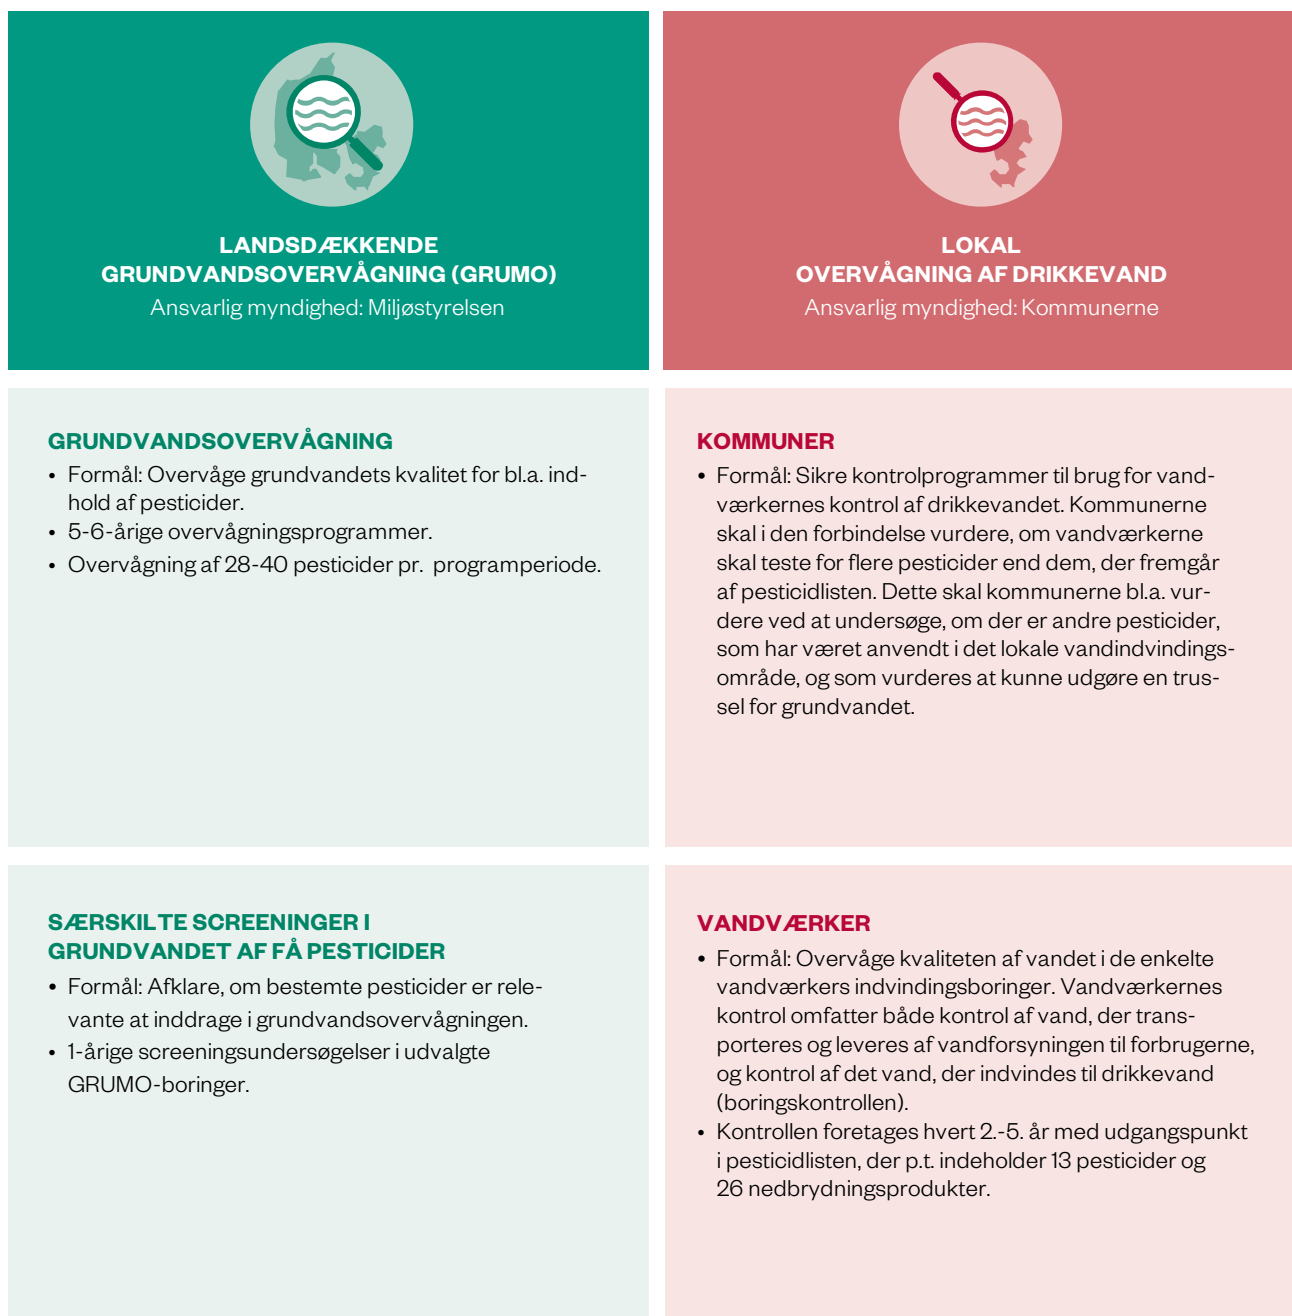 LANDSDÆKKENDE
GRUNDVANDSOVERVÅGNING (GRUMO)
Ansvarlig myndighed: Miljøstyrelsen
LOKAL
OVERVÅGNING AF DRIKKEVAND
Ansvarlig myndighed: Kommunerne
GRUNDVANDSOVERVÅGNING
• Formål: Overvåge grundvandets kvalitet for bl.a. ind-
hold af pesticider.
• 5-6-årige overvågningsprogrammer.
• Overvågning af 28-40 pesticider pr. programperiode.
KOMMUNER
• Formål: Sikre kontrolprogrammer til brug for vand-
værkernes kontrol af drikkevandet. Kommunerne
skal i den forbindelse vurdere, om vandværkerne
skal teste for flere pesticider end dem, der fremgår
af pesticidlisten. Dette skal kommunerne bl.a. vur-
dere ved at undersøge, om der er andre pesticider,
som har været anvendt i det lokale vandindvindings-
område, og som vurderes at kunne udgøre en trus-
sel for grundvandet.
SÆRSKILTE SCREENINGER I
GRUNDVANDET AF FÅ PESTICIDER
• Formål: Afklare, om bestemte pesticider er rele-
vante at inddrage i grundvandsovervågningen.
• 1-årige screeningsundersøgelser i udvalgte
GRUMO-boringer.
VANDVÆRKER
• Formål: Overvåge kvaliteten af vandet i de enkelte
vandværkers indvindingsboringer. Vandværkernes
kontrol omfatter både kontrol af vand, der trans-
porteres og leveres af vandforsyningen til forbrugerne,
og kontrol af det vand, der indvindes til drikkevand
(boringskontrollen).
• Kontrollen foretages hvert 2.-5. år med udgangspunkt
i pesticidlisten, der p.t. indeholder 13 pesticider og
26 nedbrydningsprodukter.